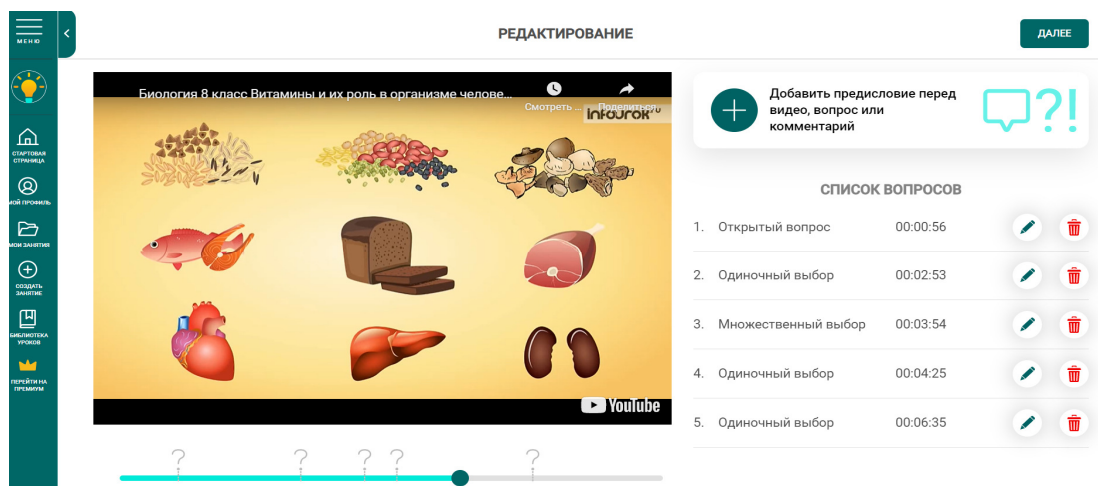 МЕНЮ
<
РЕДАКТИРОВАНИЕ
ДАЛЕЕ
СТАРТОВАЯ
СТРАНИЦА
МОЙ ПРОФИЛЬ
МОИ ЗАНЯТИЯ
СОЗДАТЬ
ЗАНЯТИЕ
БИБЛИОТЕКА
УРОКОВ
ПЕРЕЙТИ НА
ПРЕМИУМ
Биология 8 класс Витамины и их роль в организме челове...
Смотреть ...
Поделиться
инфоurok ru
YouTube
? ? ? ? ?
Добавить предисловие перед
видео, вопрос или
комментарий
?!
СПИСОК ВОПРОСОВ
1. Открытый вопрос 00:00:56
2. Одиночный выбор 00:02:53
3. Множественный выбор 00:03:54
4. Одиночный выбор 00:04:25
5. Одиночный выбор 00:06:35